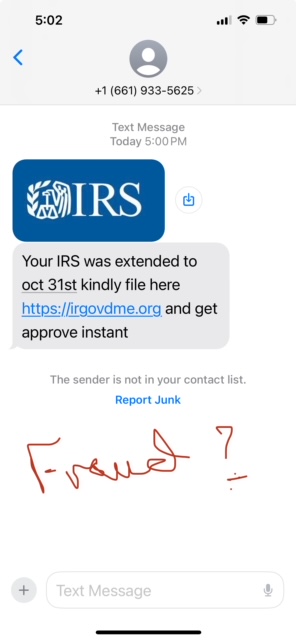 5:02
+1 (661) 933-5625 >
Text Message
Today 5:00 PM
IRS
Your IRS was extended to
oct 31st kindly file here
https://irgovdme.org and get
approve instant
The sender is not in your contact list.
Report Junk
Fraud ?
+ Text Message